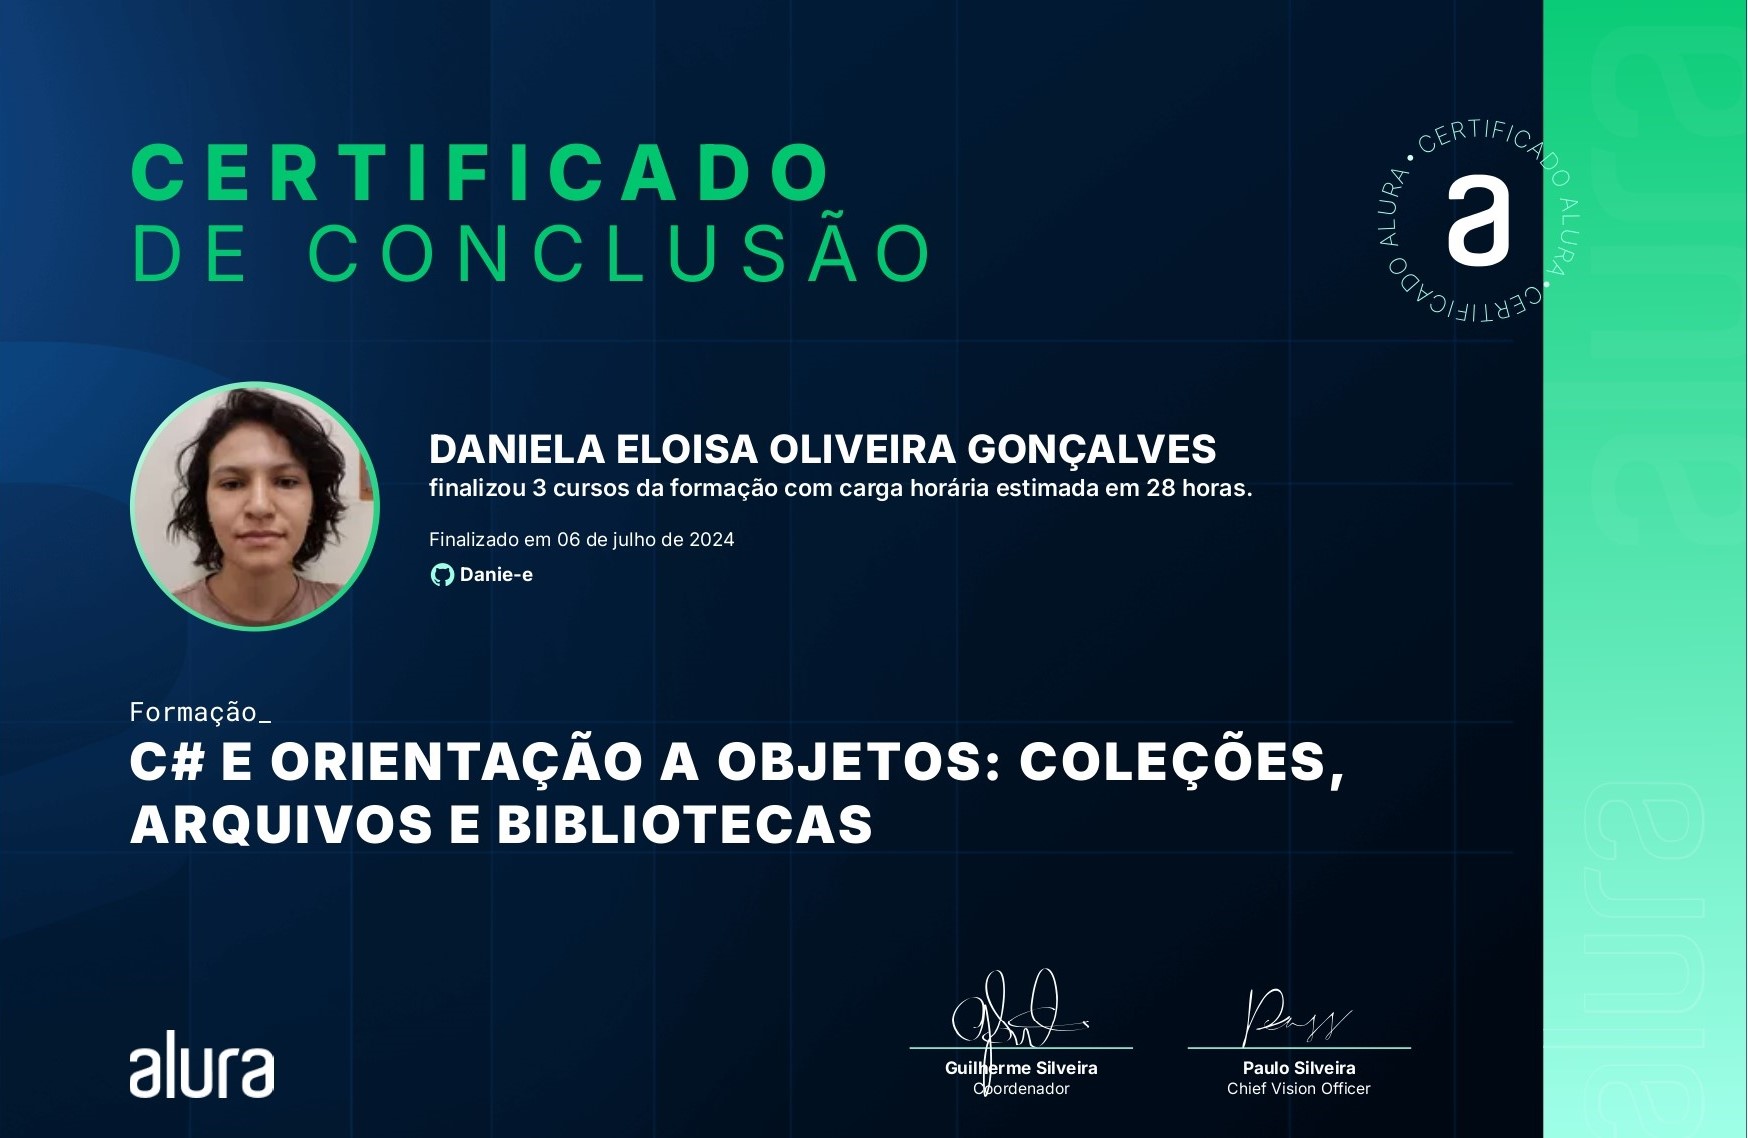 CERTIFICADO
DE CONCLUSÃO
CERTIFICADO ALURA • CERTIFICADO ALURA •
a
DANIELA ELOISA OLIVEIRA GONÇALVES
finalizou 3 cursos da formação com carga horária estimada em 28 horas.
Finalizado em 06 de julho de 2024
Danie-e
Formação_
C# E ORIENTAÇÃO A OBJETOS: COLEÇÕES,
ARQUIVOS E BIBLIOTECAS
alura
Guilherme Silveira
Coordenador
Paulo Silveira
Chief Vision Officer
alura
alura